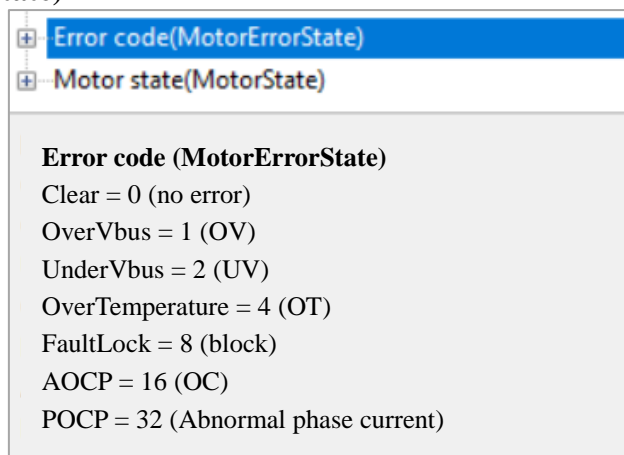 Error code(MotorErrorState)
Motor state(MotorState)
Error code (MotorErrorState)
Clear = 0 (no error)
OverVbus = 1 (OV)
UnderVbus = 2 (UV)
OverTemperature = 4 (OT)
FaultLock = 8 (block)
AOCP = 16 (OC)
POCP = 32 (Abnormal phase current)